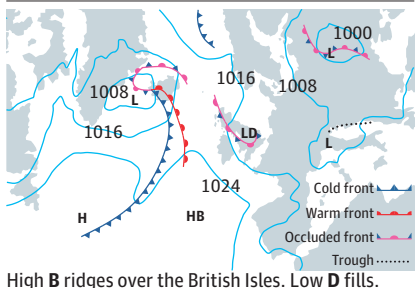 1000
L
1016
1008
1008
L
LD
L
1016
1024
H
HB
Cold front
Warm front
Occluded front
Trough
High B ridges over the British Isles. Low D fills.